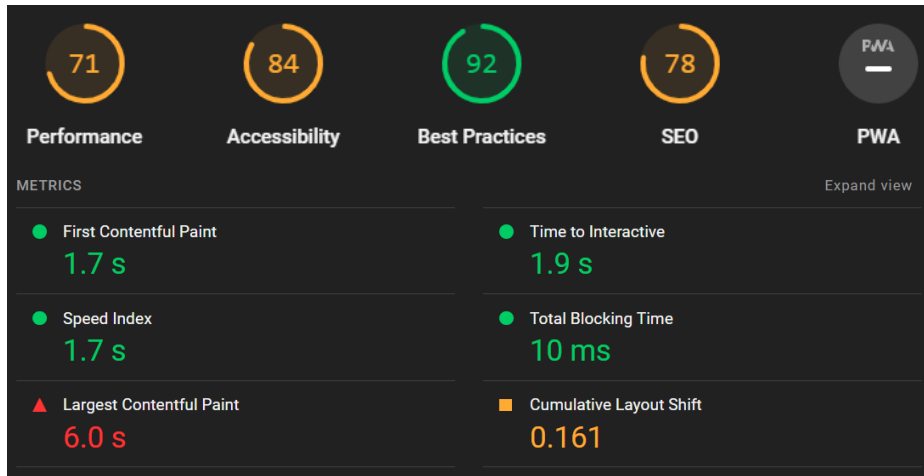 71 84 92 78 PWA
Performance Accessibility Best Practices SEO PWA
METRICS Expand view
First Contentful Paint
1.7 s
Time to Interactive
1.9 s
Speed Index
1.7 s
Total Blocking Time
10 ms
Largest Contentful Paint
6.0 s
Cumulative Layout Shift
0.161